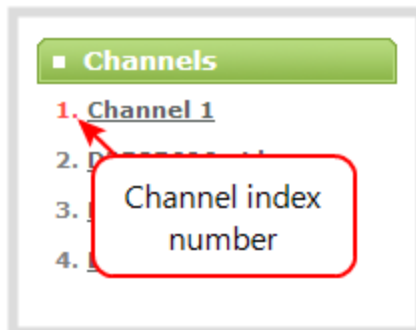 Channels
1. Channel 1
2.
3.
4.
Channel index
number